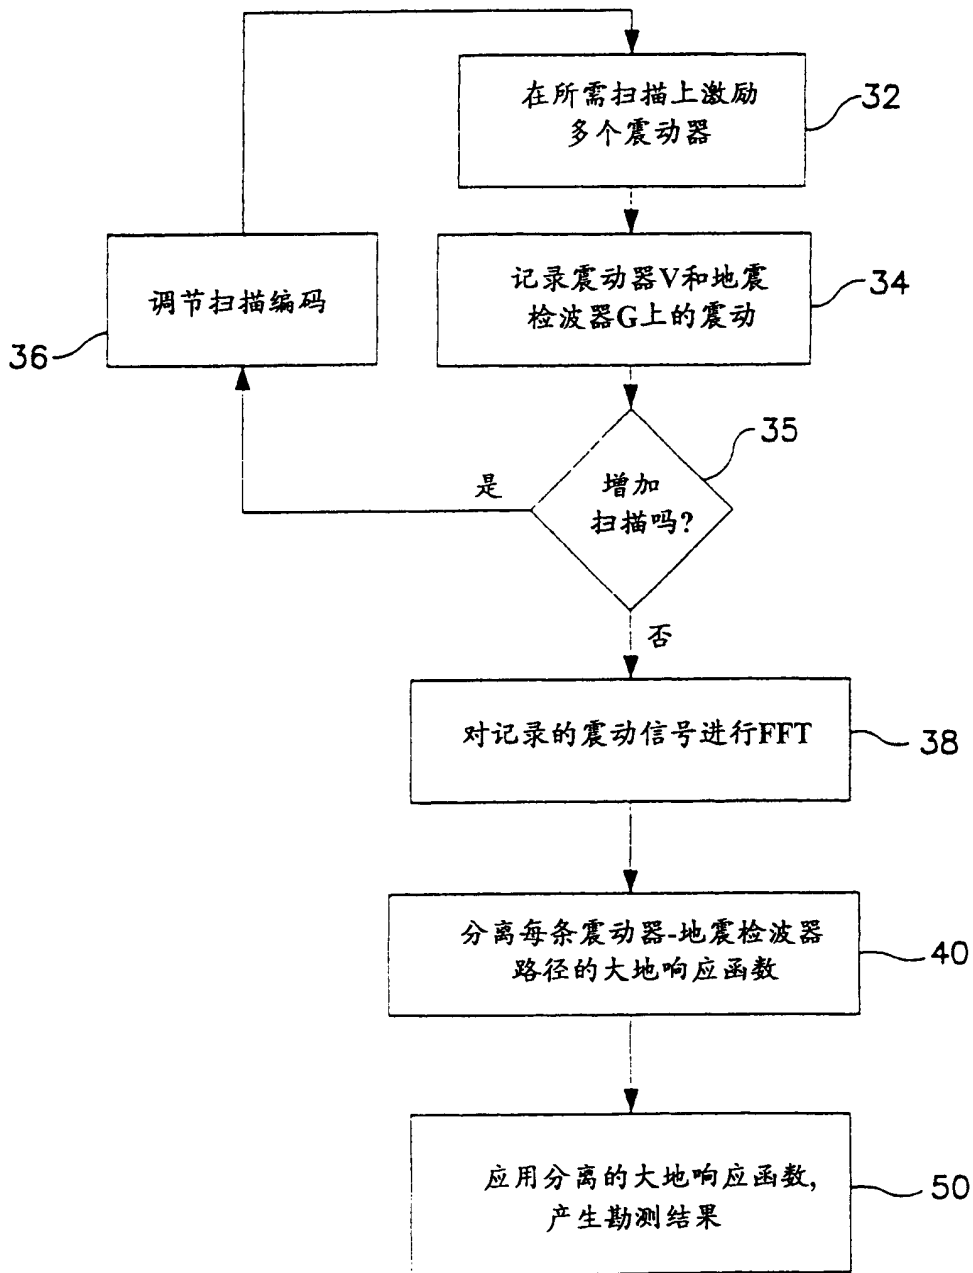 在所需扫描上激励
多个震动器
32
记录震动器V和地震
检波器G上的震动
34
调节扫描编码
36
35
增加
扫描吗?
是
否
对记录的震动信号进行FFT
38
分离每条震动器-地震检波器
路径的大地响应函数
40
应用分离的大地响应函数,
产生勘测结果
50